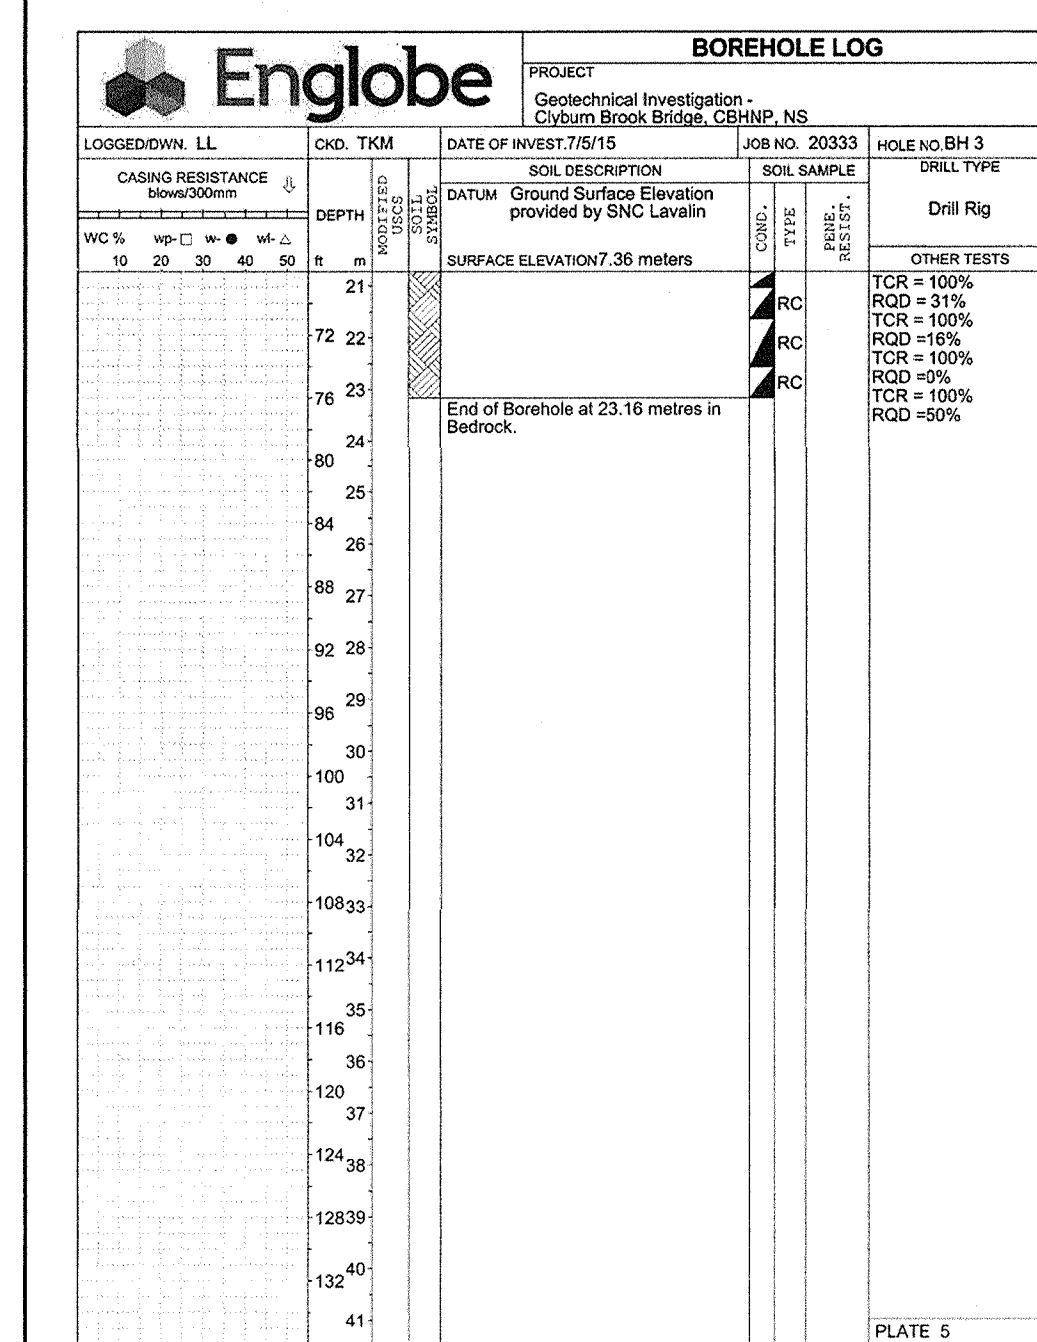 Englobe
BOREHOLE LOG
PROJECT
Geotechnical Investigation -
Clyburn Brook Bridge, CBHNP, NS
LOGGED/DWN. LL
CKD. TKM
DATE OF INVEST.7/5/15
JOB NO. 20333
HOLE NO.BH 3
CASING RESISTANCE
blows/300mm
WC % wp- w- wl-
10 20 30 40 50
DEPTH
ft m
MODIFIED
USCS
SOIL
SYMBOL
SOIL DESCRIPTION
DATUM Ground Surface Elevation
provided by SNC Lavalin
SURFACE ELEVATION7.36 meters
SOIL SAMPLE
COND.
TYPE
PENE.
RESIST.
DRILL TYPE
Drill Rig
OTHER TESTS
21
72 22
76 23
24
80
25
84
26
88
27
92 28
29
96
30
100
31
104
32
108 33
112 34
35
116
36
120
37
124
38
128 39
40
132
41
End of Borehole at 23.16 metres in
Bedrock.
RC
RC
RC
TCR = 100%
RQD = 31%
TCR = 100%
RQD =16%
TCR = 100%
RQD =0%
TCR = 100%
RQD =50%
PLATE 5